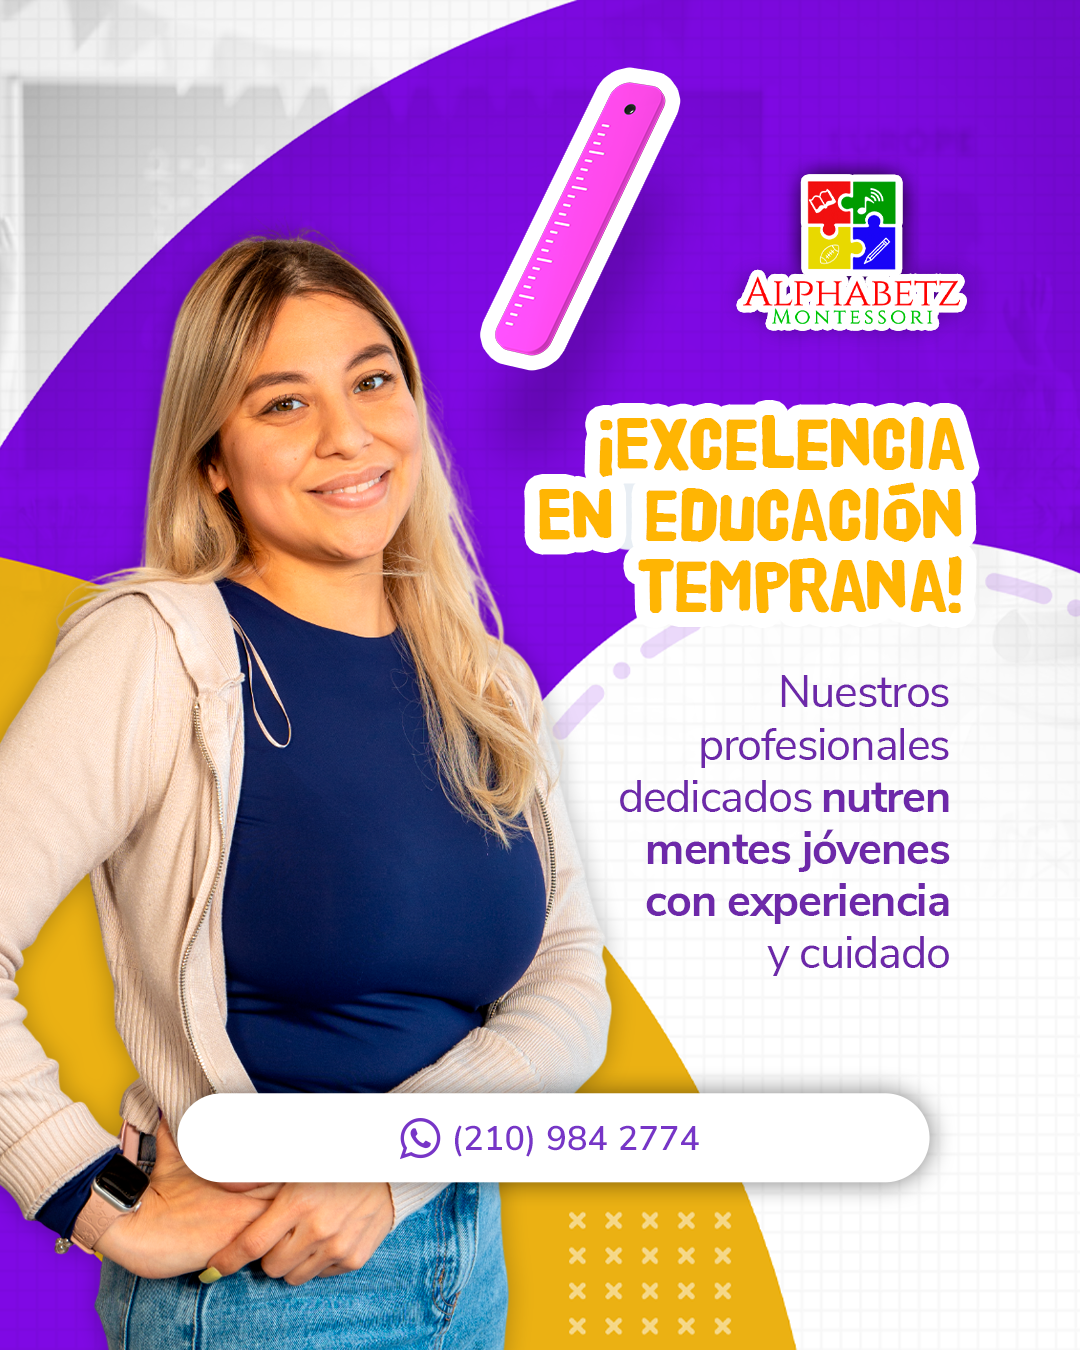 ALPHABETZ
MONTESSORI
¡EXCELENCIA
EN EDUCACIÓN
TEMPRANA!
Nuestros
profesionales
dedicados nutren
mentes jóvenes
con experiencia
y cuidado
(210) 984 2774